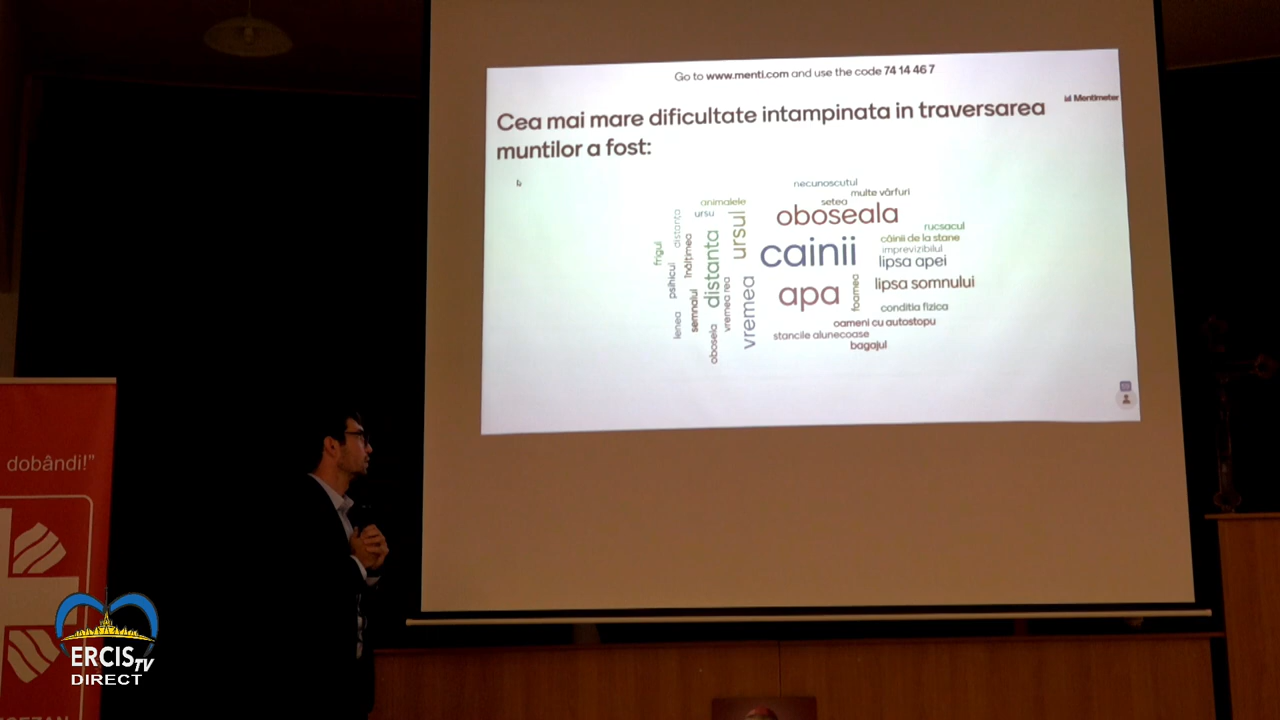 Go to www.menti.com and use the code 74 14 46 7
Mentimeter
Cea mai mare dificultate intampinata in traversarea
muntilor a fost:
necunoscutul
multe vârfuri
setea
animalele
ursu
oboseala
rucsacul
câinii de la stane
imprevizibilul
cainii
lipsa apei
ursul
distanta
distanța
înălțimea
frigul
psihicul
lenea
semnalul
obosela
vremea rea
vremea
apa
foamea
lipsa somnului
conditia fizica
oameni cu autostopu
stancile alunecoase
bagajul
dobândi!”
ERCIS TV
DIRECT